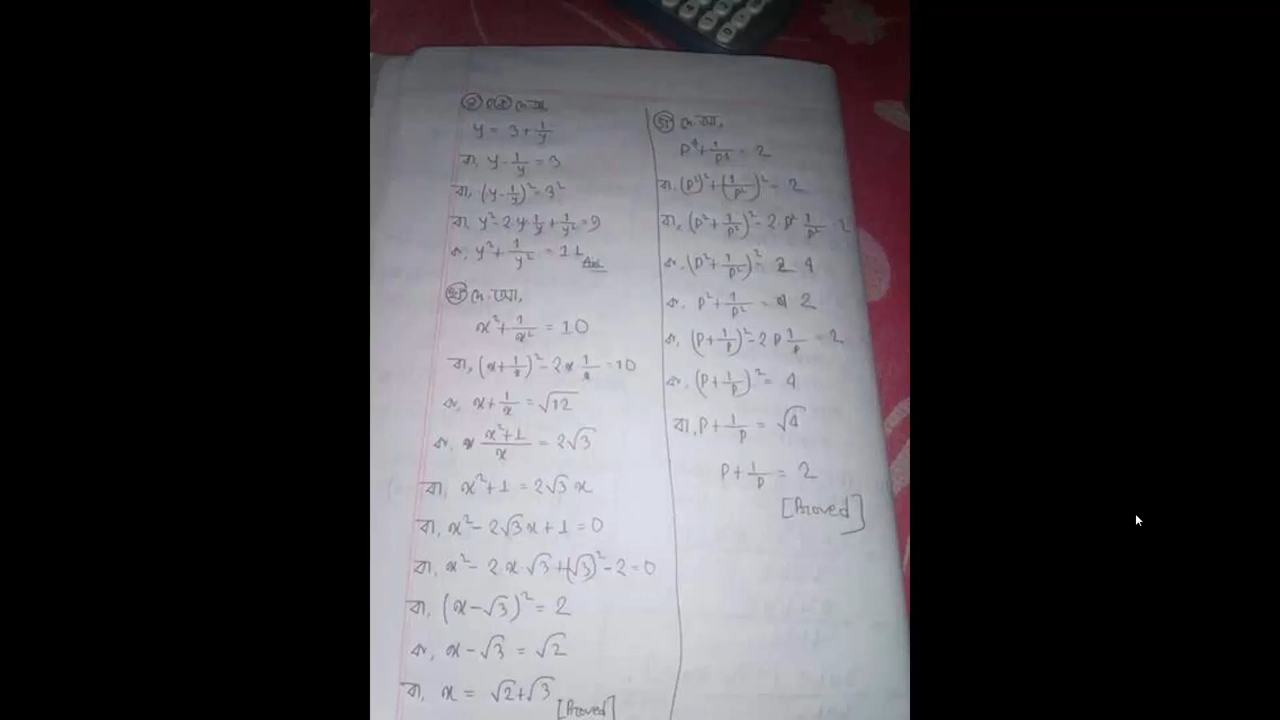 দে.আ,
y = 3 + 1/y
বা, y - 1/y = 3
বা, (y - 1/y)² = 3²
বা, y² - 2.y.1/y + 1/y² = 9
বা, y² + 1/y² = 11 Ans
দে.আ,
x² + 1/x² = 10
বা, (x + 1/x)² - 2x 1/x = 10
বা, x + 1/x = √12
বা, (x²+1)/x = 2√3
বা, x² + 1 = 2√3 x
বা, x² - 2√3x + 1 = 0
বা, x² - 2.x.√3 + (√3)² - 2 = 0
বা, (x - √3)² = 2
বা, x - √3 = √2
বা, x = √2 + √3
[Proved]
দে.আ,
p⁴ + 1/p⁴ = 2
বা, (p²)² + (1/p²)² = 2
বা, (p² + 1/p²)² - 2.p² 1/p² = 2
বা, (p² + 1/p²)² = 4
বা, p² + 1/p² = 2
বা, (p + 1/p)² - 2 p 1/p = 2
বা, (p + 1/p)² = 4
বা, p + 1/p = √4
p + 1/p = 2
[Proved]